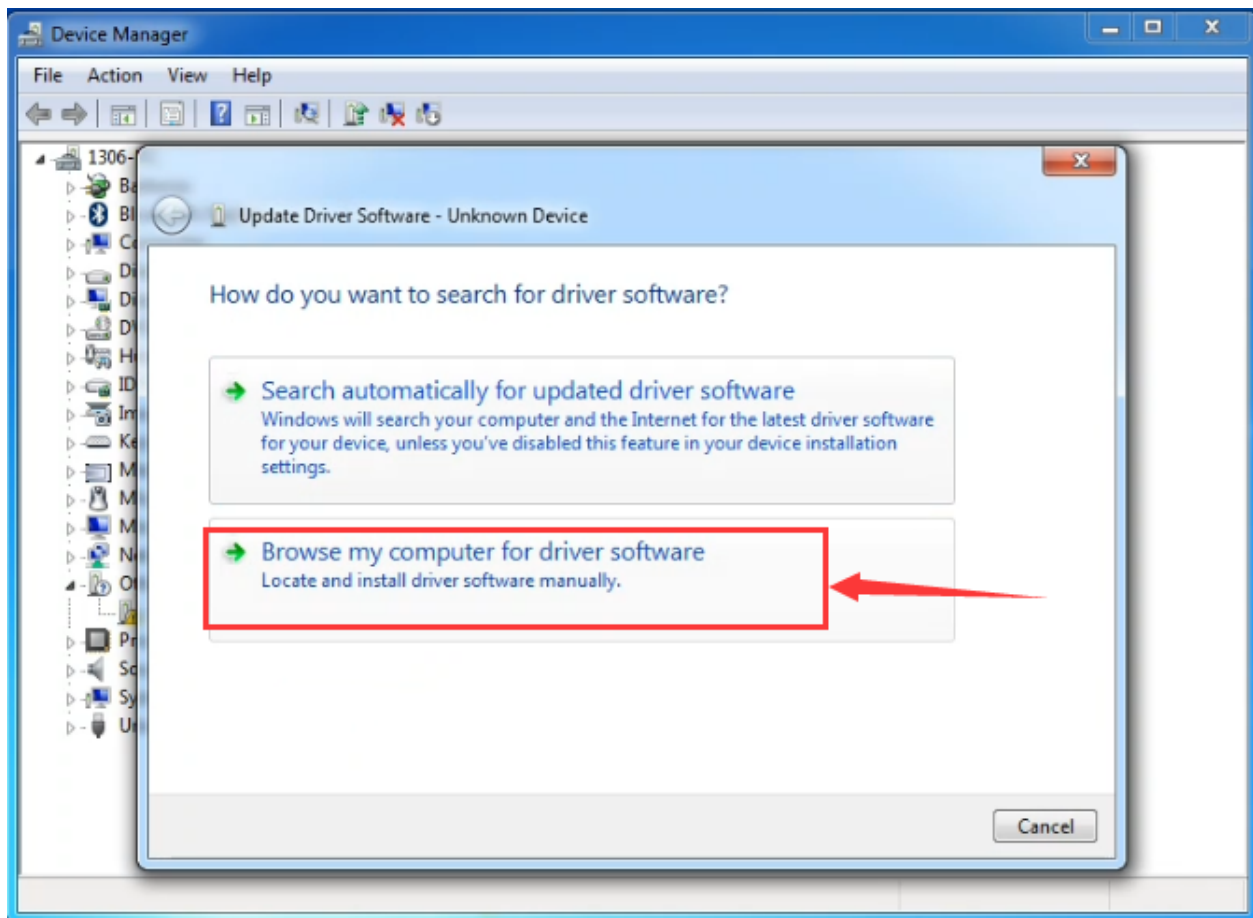 Device Manager
File Action View Help
1306-
Update Driver Software - Unknown Device
How do you want to search for driver software?
Search automatically for updated driver software
Windows will search your computer and the Internet for the latest driver software
for your device, unless you've disabled this feature in your device installation
settings.
Browse my computer for driver software
Locate and install driver software manually.
Cancel